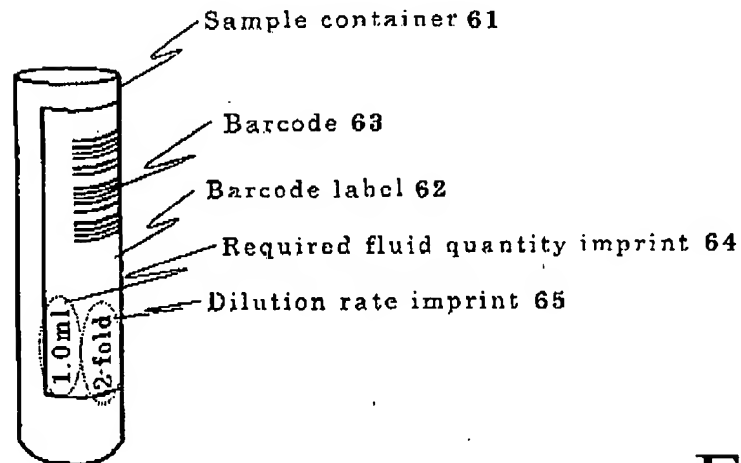 Sample container 61
Barcode 63
Barcode label 62
Required fluid quantity imprint 64
Dilution rate imprint 65
1.0ml
2-fold